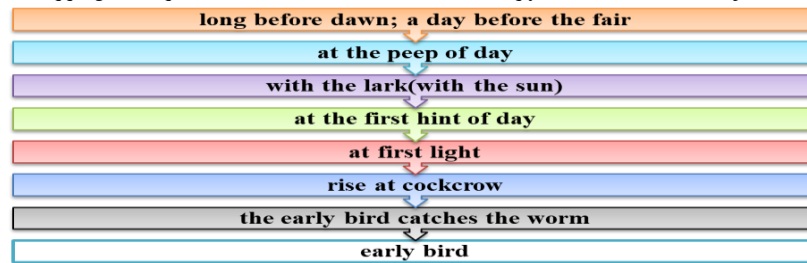 long before dawn; a day before the fair
at the peep of day
with the lark(with the sun)
at the first hint of day
at first light
rise at cockcrow
the early bird catches the worm
early bird